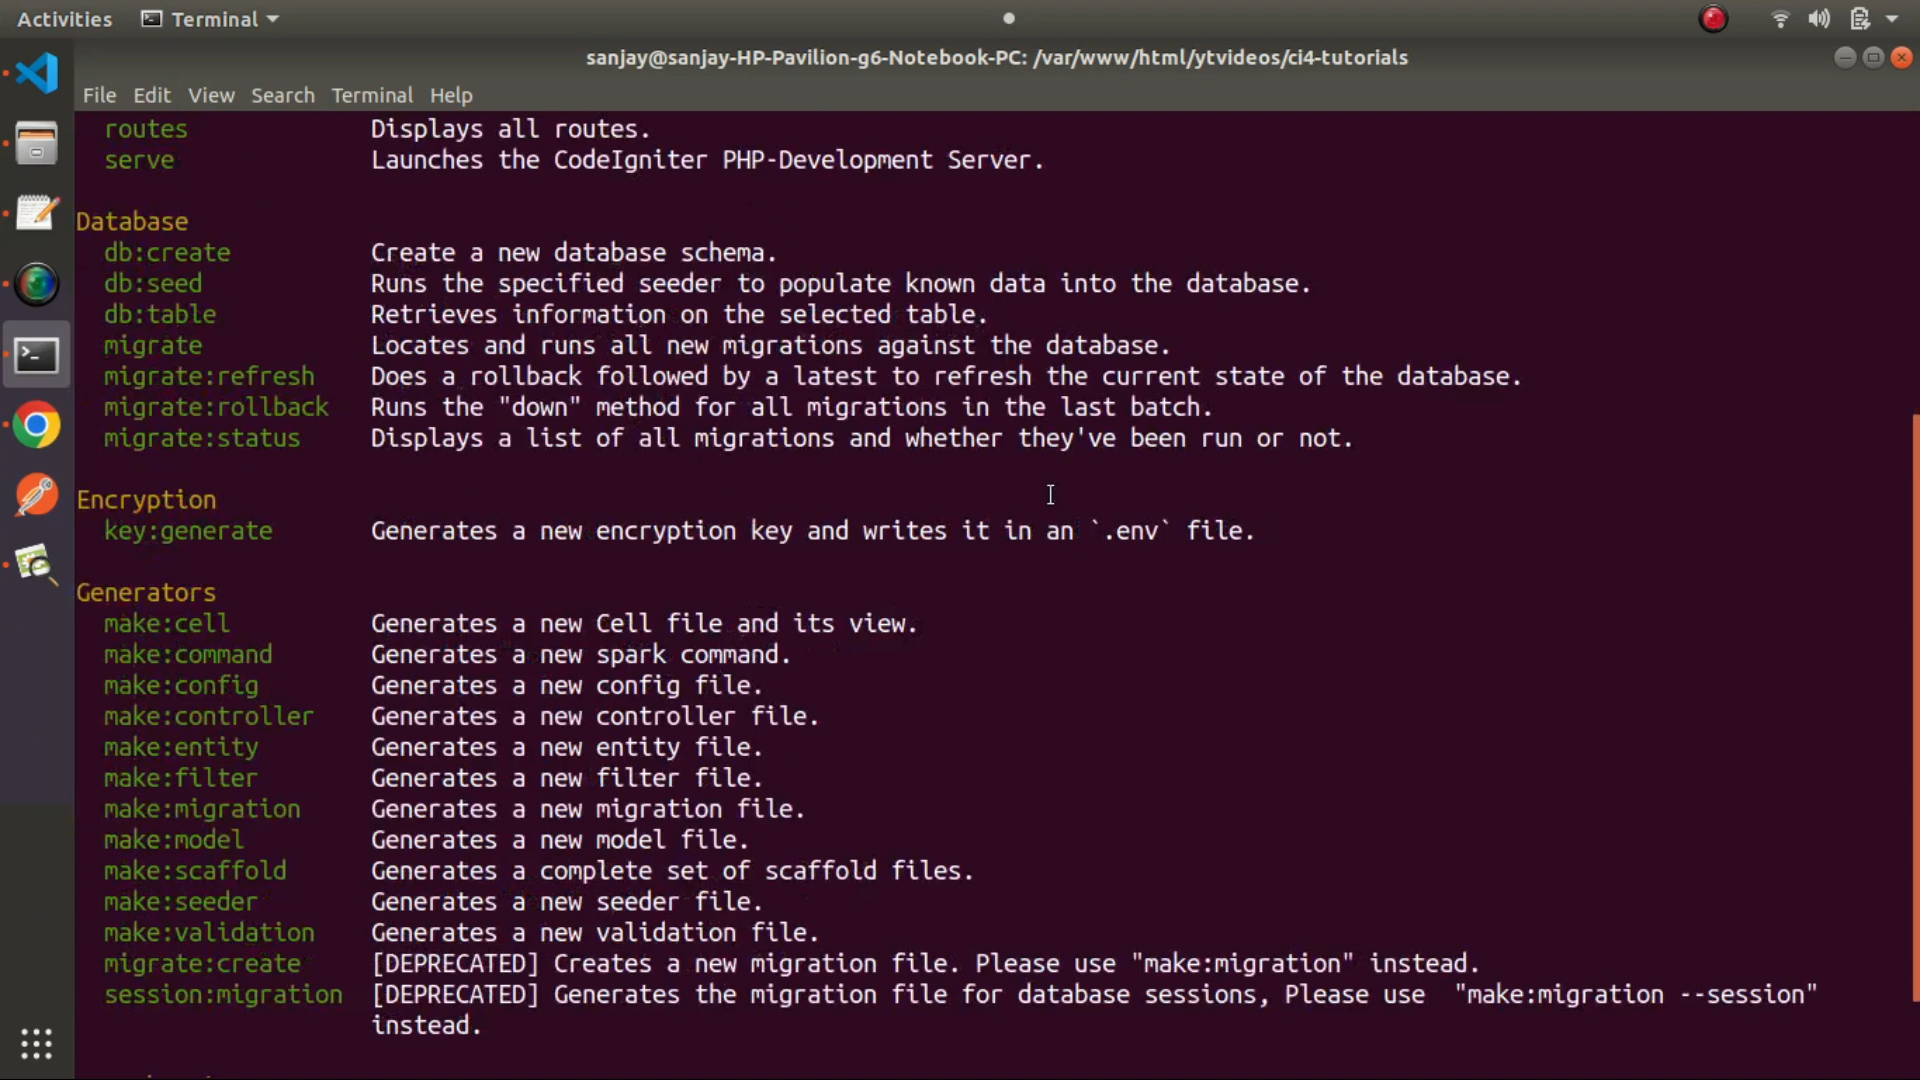 Activities Terminal
sanjay@sanjay-HP-Pavilion-g6-Notebook-PC: /var/www/html/ytvideos/ci4-tutorials
File Edit View Search Terminal Help
routes Displays all routes.
serve Launches the CodeIgniter PHP-Development Server.
Database
db:create Create a new database schema.
db:seed Runs the specified seeder to populate known data into the database.
db:table Retrieves information on the selected table.
migrate Locates and runs all new migrations against the database.
migrate:refresh Does a rollback followed by a latest to refresh the current state of the database.
migrate:rollback Runs the "down" method for all migrations in the last batch.
migrate:status Displays a list of all migrations and whether they've been run or not.
Encryption
key:generate Generates a new encryption key and writes it in an `.env` file.
Generators
make:cell Generates a new Cell file and its view.
make:command Generates a new spark command.
make:config Generates a new config file.
make:controller Generates a new controller file.
make:entity Generates a new entity file.
make:filter Generates a new filter file.
make:migration Generates a new migration file.
make:model Generates a new model file.
make:scaffold Generates a complete set of scaffold files.
make:seeder Generates a new seeder file.
make:validation Generates a new validation file.
migrate:create [DEPRECATED] Creates a new migration file. Please use "make:migration" instead.
session:migration [DEPRECATED] Generates the migration file for database sessions, Please use  "make:migration --session"
instead.